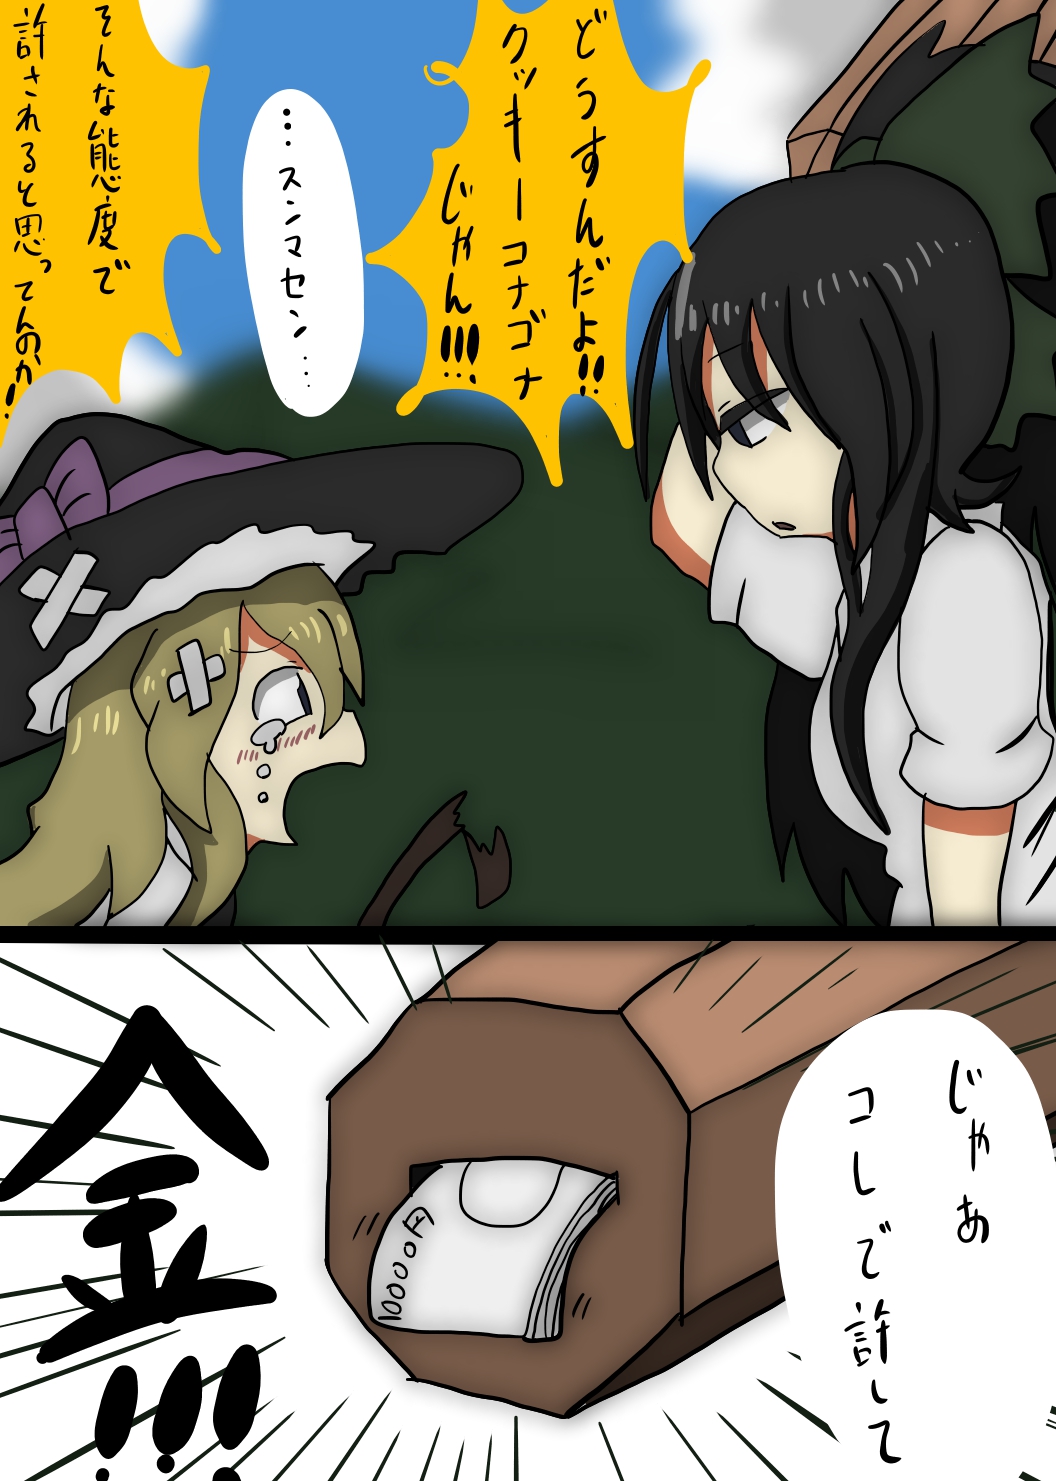 どうすんだよ!!
クッキーコナゴナ
じゃん!!!
…スンマセン…
そんな態度で
許されると思ってんのか!
じゃあ
コレで許して
10000円
金!!!